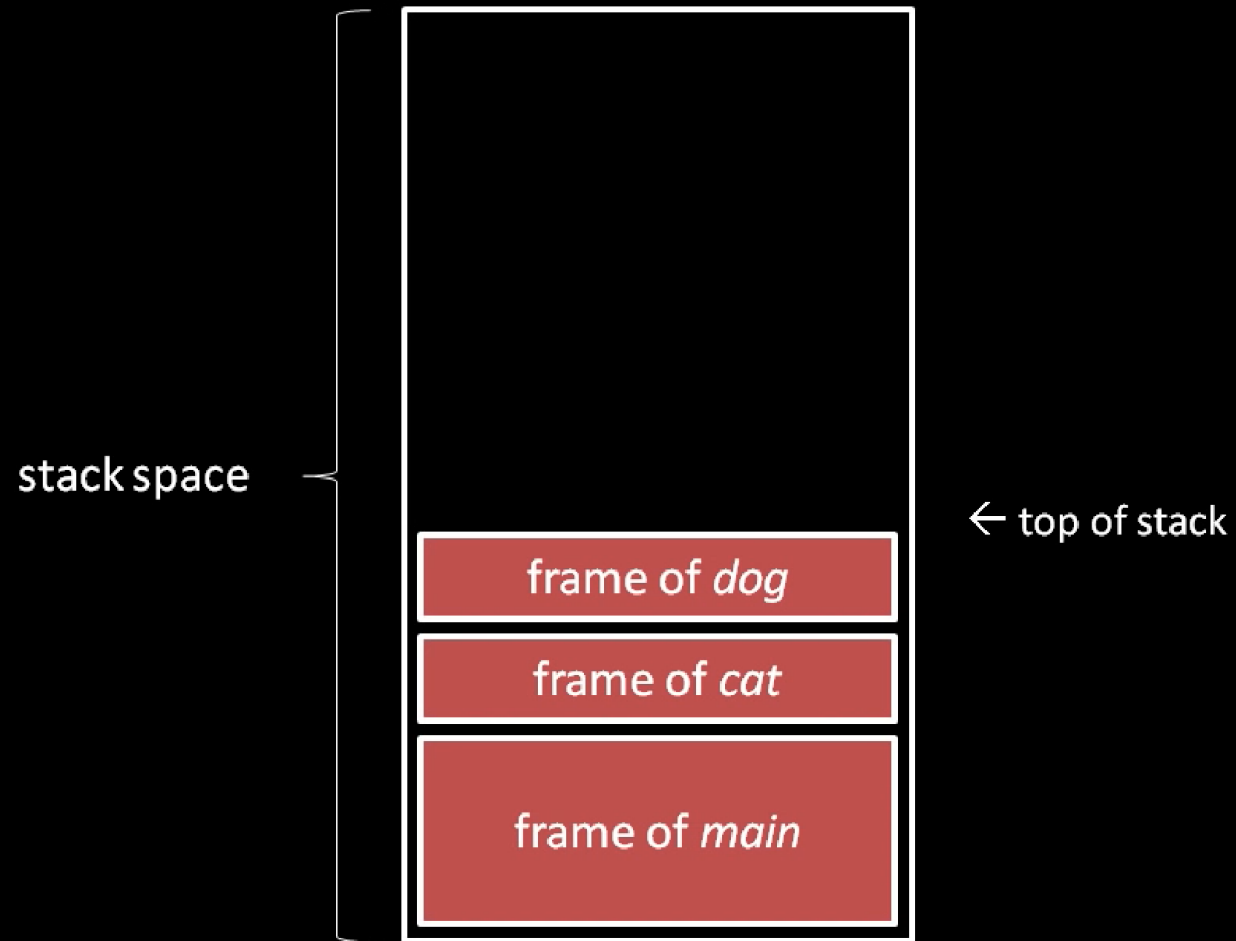 stack space
← top of stack
frame of dog
frame of cat
frame of main